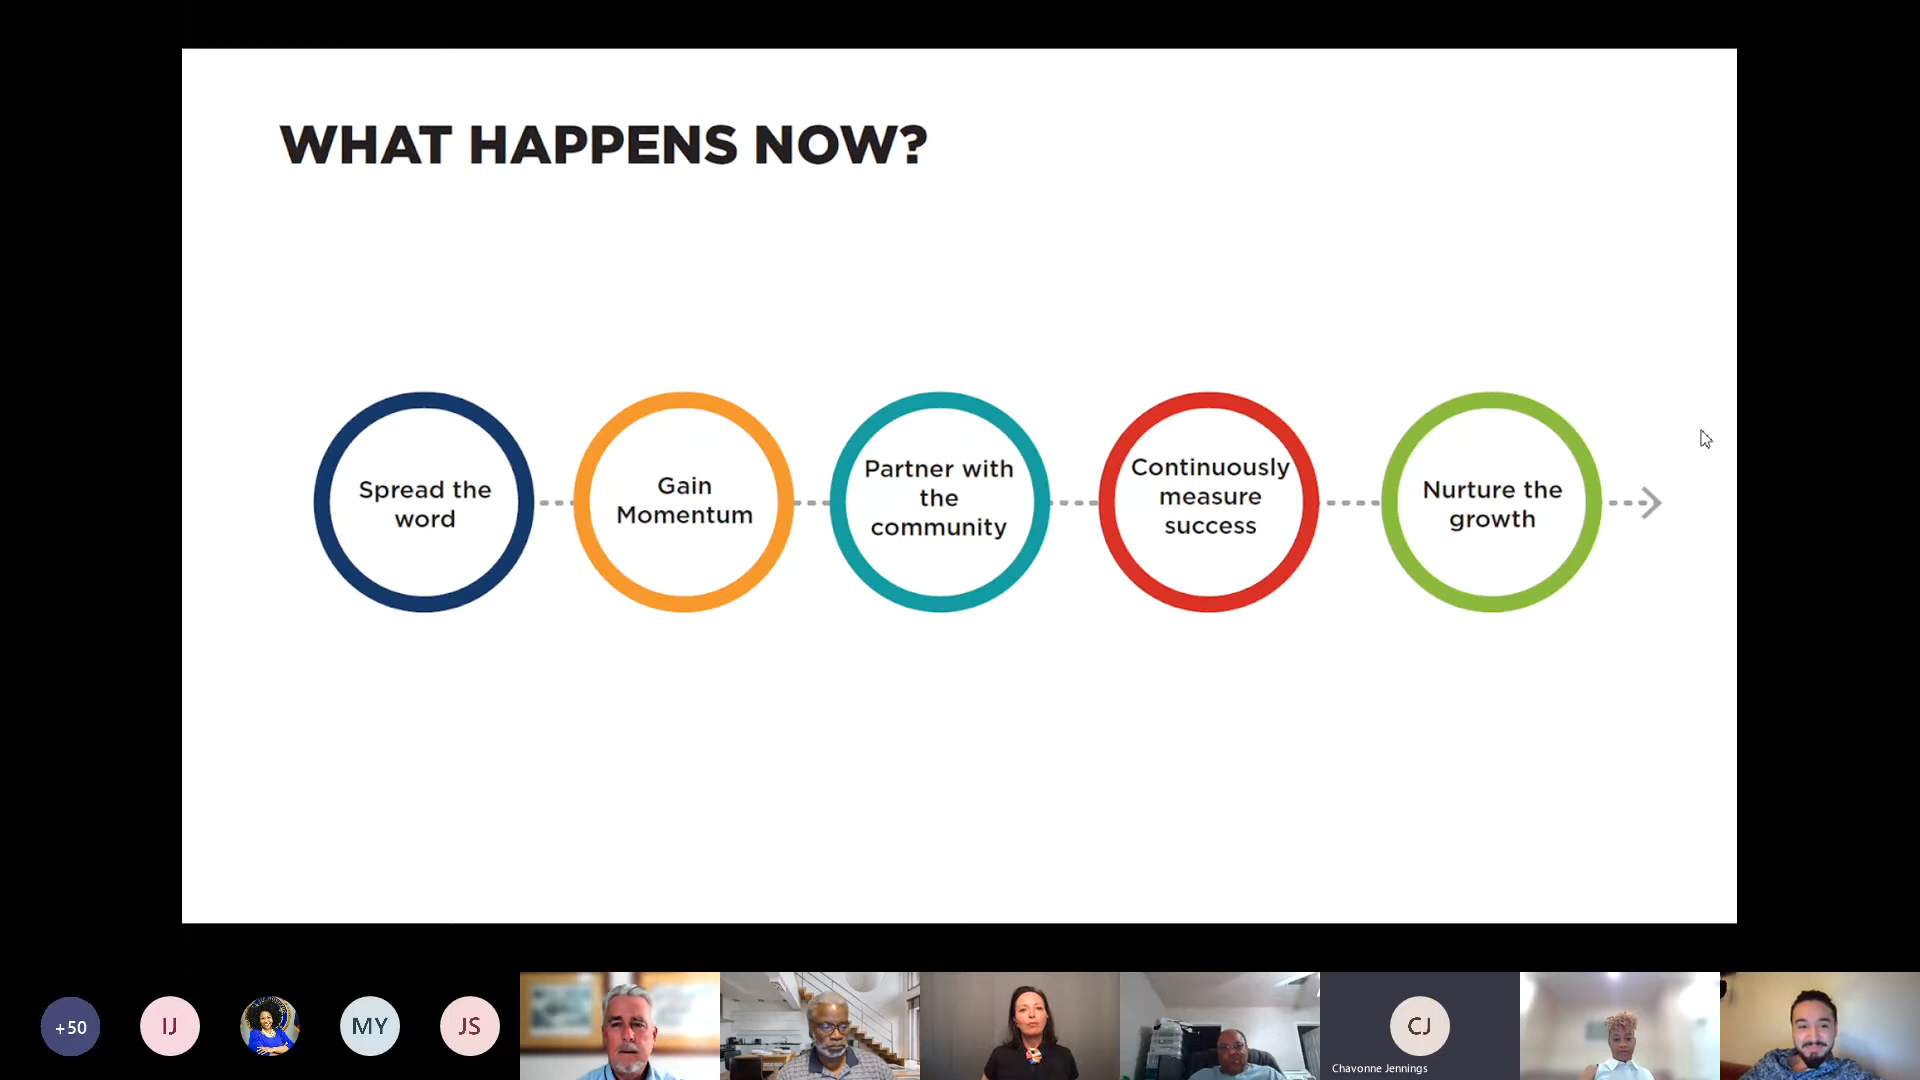 WHAT HAPPENS NOW?
Spread the
word
Gain
Momentum
Partner with
the
community
Continuously
measure
success
Nurture the
growth
+50
IJ
MY
JS
CJ
Chavonne Jennings